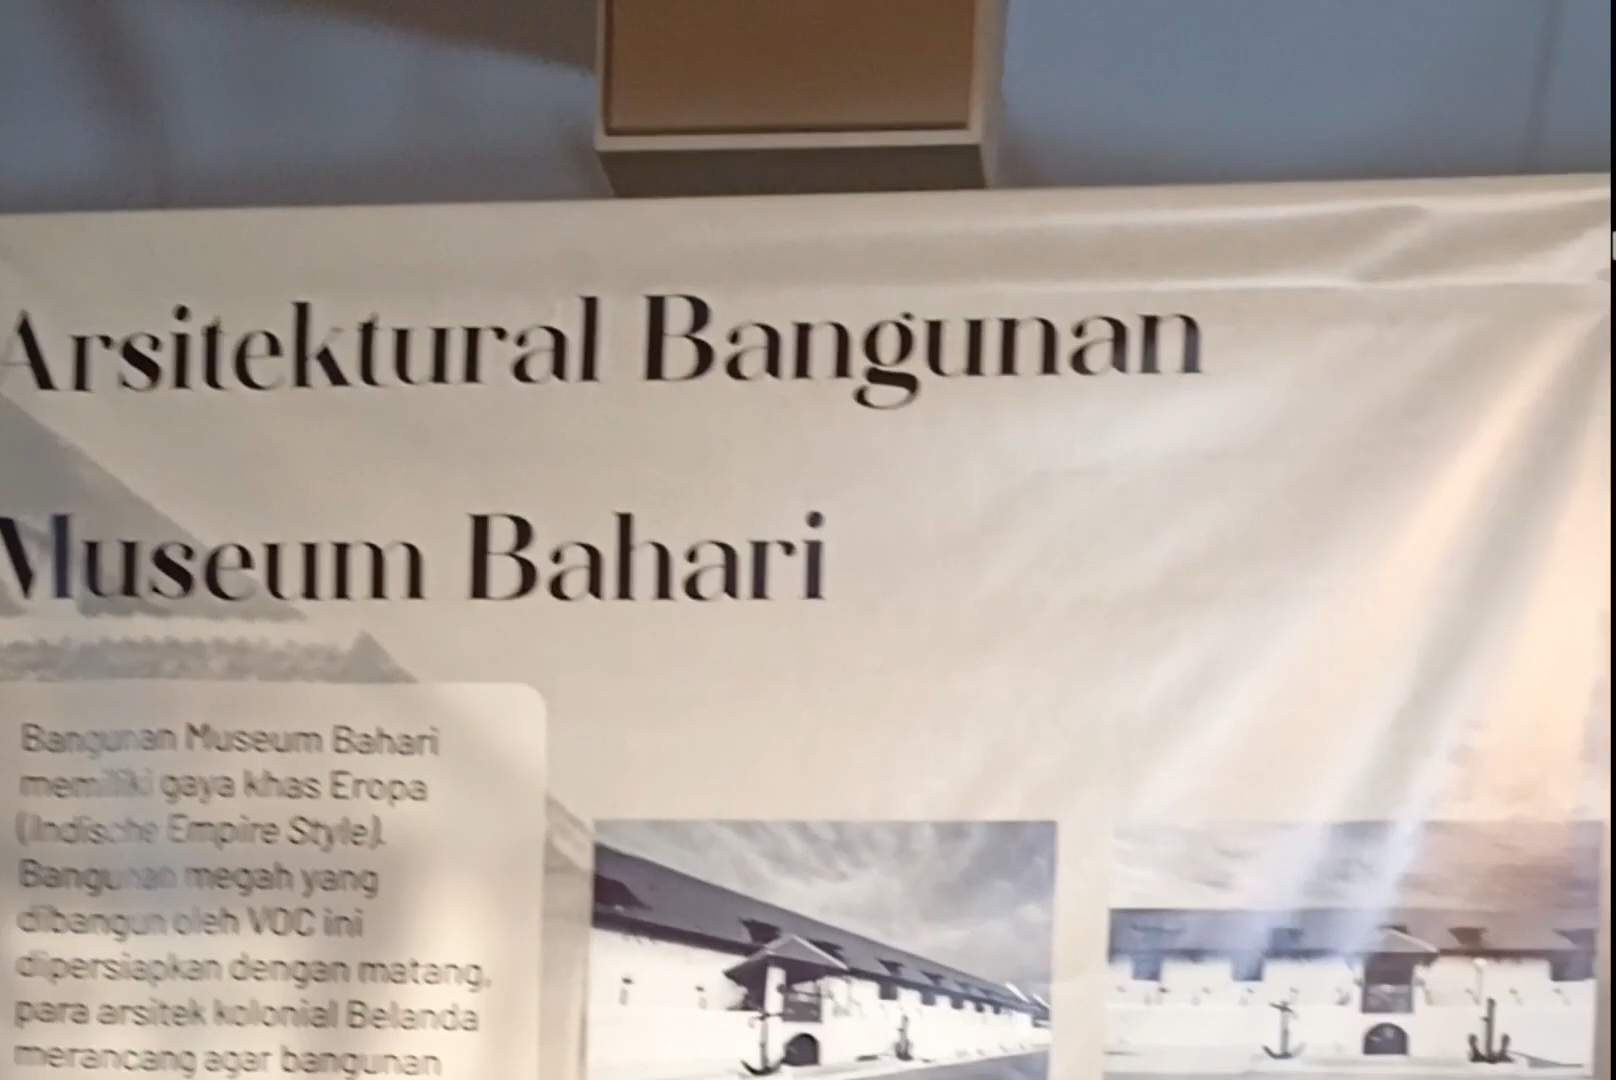 Arsitektural Bangunan
Museum Bahari
Bangunan Museum Bahari
memiliki gaya khas Eropa
(Indische Empire Style).
Bangunan megah yang
dibangun oleh VOC ini
dipersiapkan dengan matang,
para arsitek kolonial Belanda
merancang agar bangunan